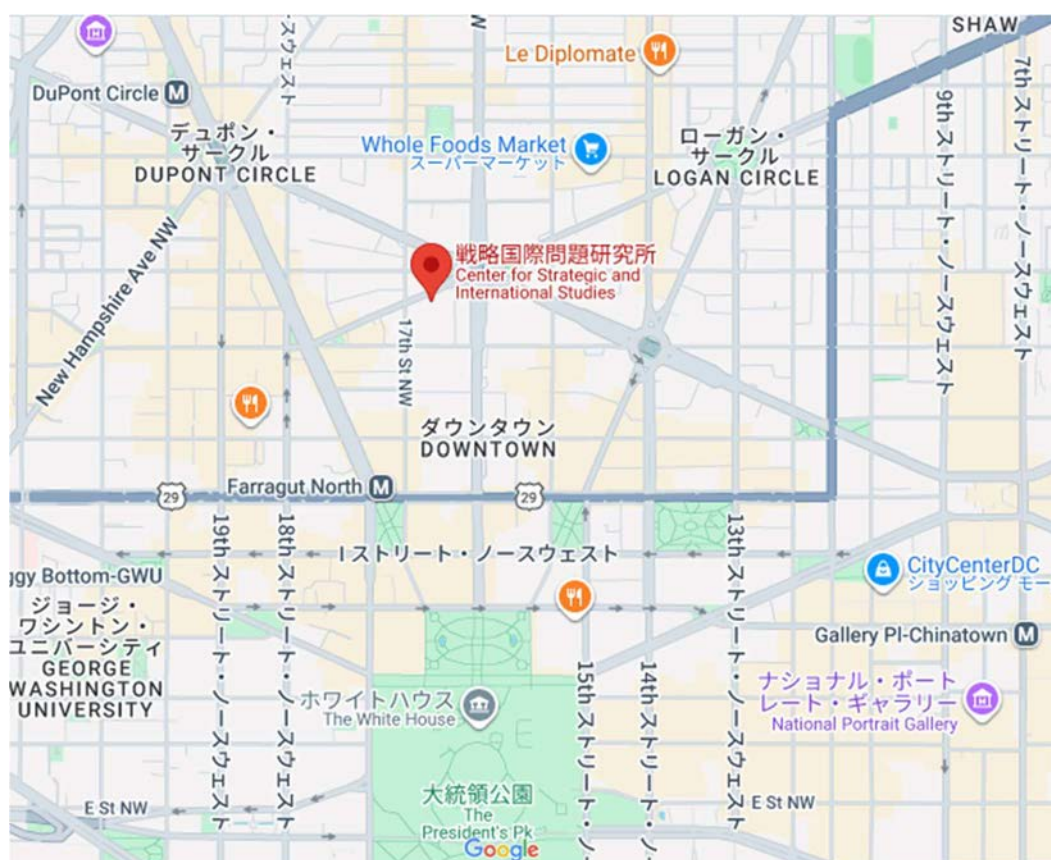 SHAW
Le Diplomate
DuPont Circle M
デュポン・
サークル
DUPONT CIRCLE
Whole Foods Market
スーパーマーケット
ローガン・
サークル
LOGAN CIRCLE
7th ストリート・ノースウェスト
9th ストリート・ノースウェスト
スウェスト
W
New Hampshire Ave NW
戦略国際問題研究所
Center for Strategic and
International Studies
17th St NW
ダウンタウン
DOWNTOWN
Farragut North M
29
29
19th ストリート・ノースウェスト
18th ストリート・ノースウェスト
I ストリート・ノースウェスト
13th ストリート・ノースウェスト
CityCenterDC
ショッピング モー
ggy Bottom-GWU
ジョージ・
ワシントン・
ユニバーシティ
GEORGE
WASHINGTON
UNIVERSITY
Gallery Pl-Chinatown M
ホワイトハウス
The White House
15th ストリート・ノ
14th ストリート・ノ
ナショナル・ポート
レート・ギャラリー
National Portrait Gallery
大統領公園
The
President's Pk
E St NW
E St NW
Google